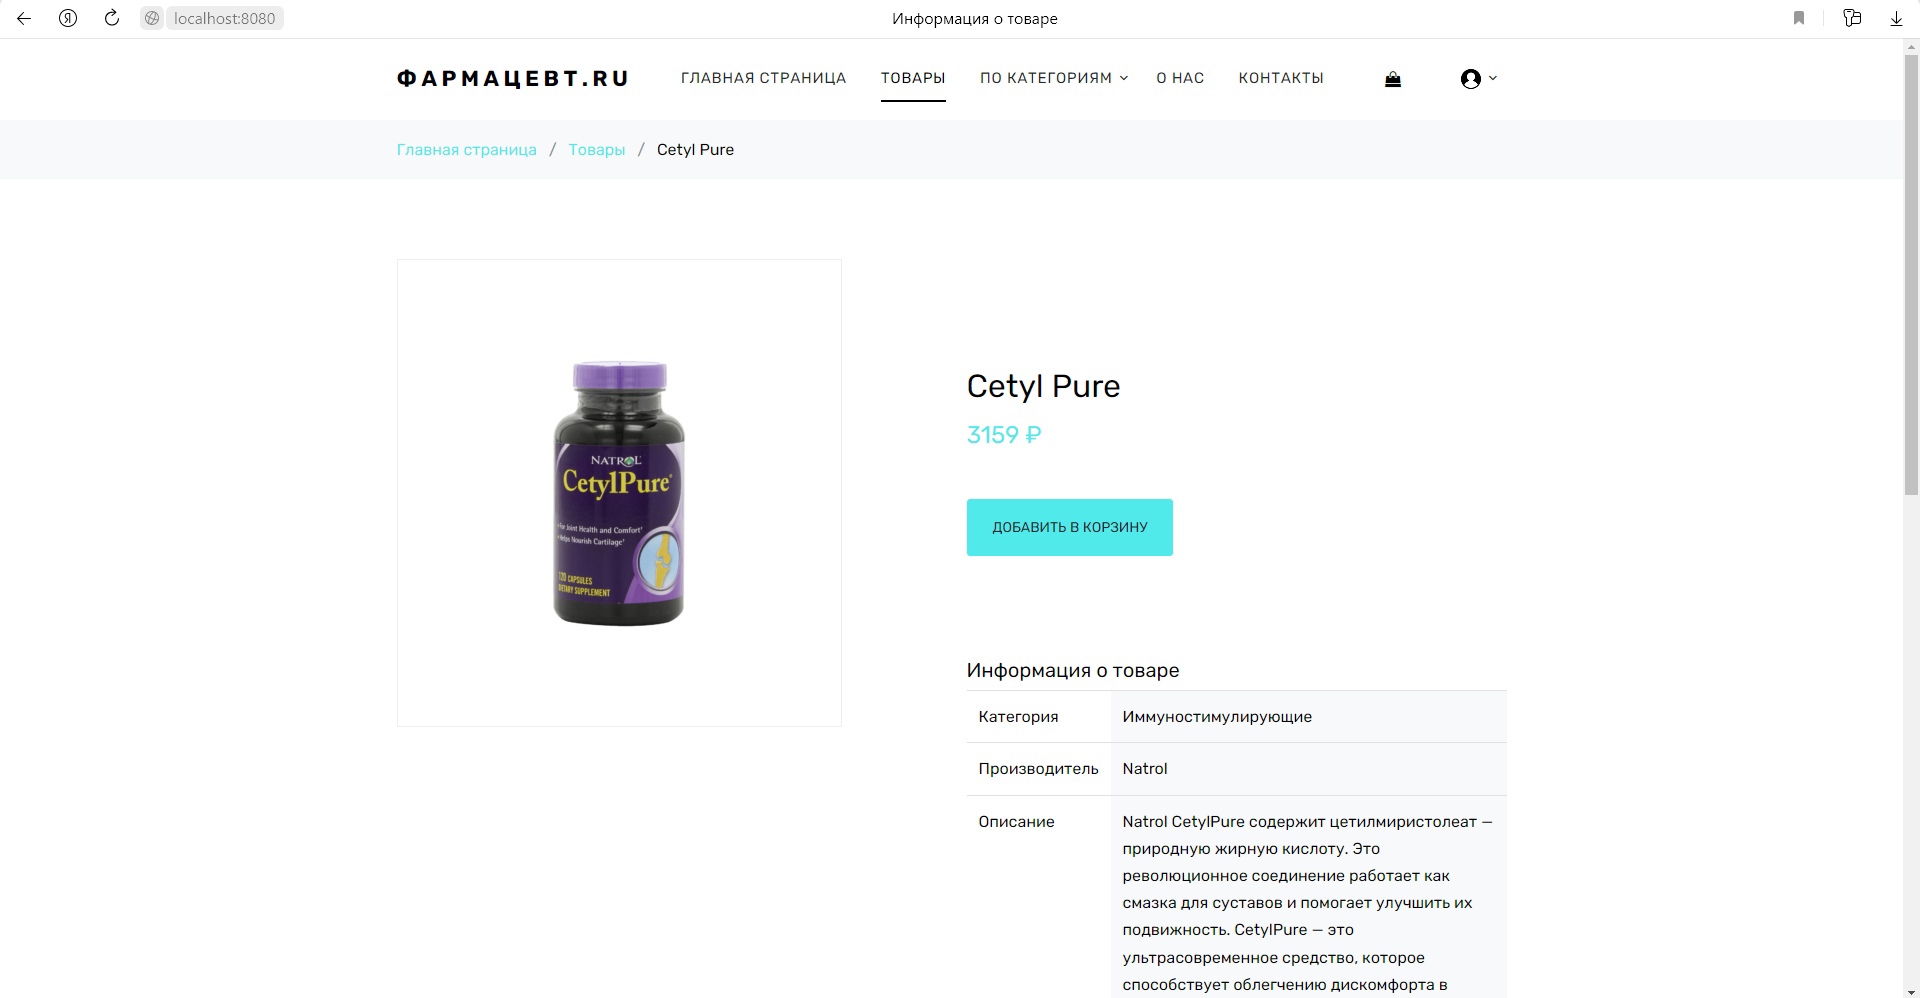 localhost:8080
Информация о товаре
ФАРМАЦЕВТ.RU
ГЛАВНАЯ СТРАНИЦА
ТОВАРЫ
ПО КАТЕГОРИЯМ
О НАС
КОНТАКТЫ
Главная страница / Товары / Cetyl Pure
NATROL
CetylPure
For Joint Health and Comfort
Helps Nourish Cartilage
120 CAPSULES
DIETARY SUPPLEMENT
Cetyl Pure
3159 ₽
ДОБАВИТЬ В КОРЗИНУ
Информация о товаре
Категория Иммуностимулирующие
Производитель Natrol
Описание Natrol CetylPure содержит цетилмиристолеат —
природную жирную кислоту. Это
революционное соединение работает как
смазка для суставов и помогает улучшить их
подвижность. CetylPure — это
ультрасовременное средство, которое
способствует облегчению дискомфорта в